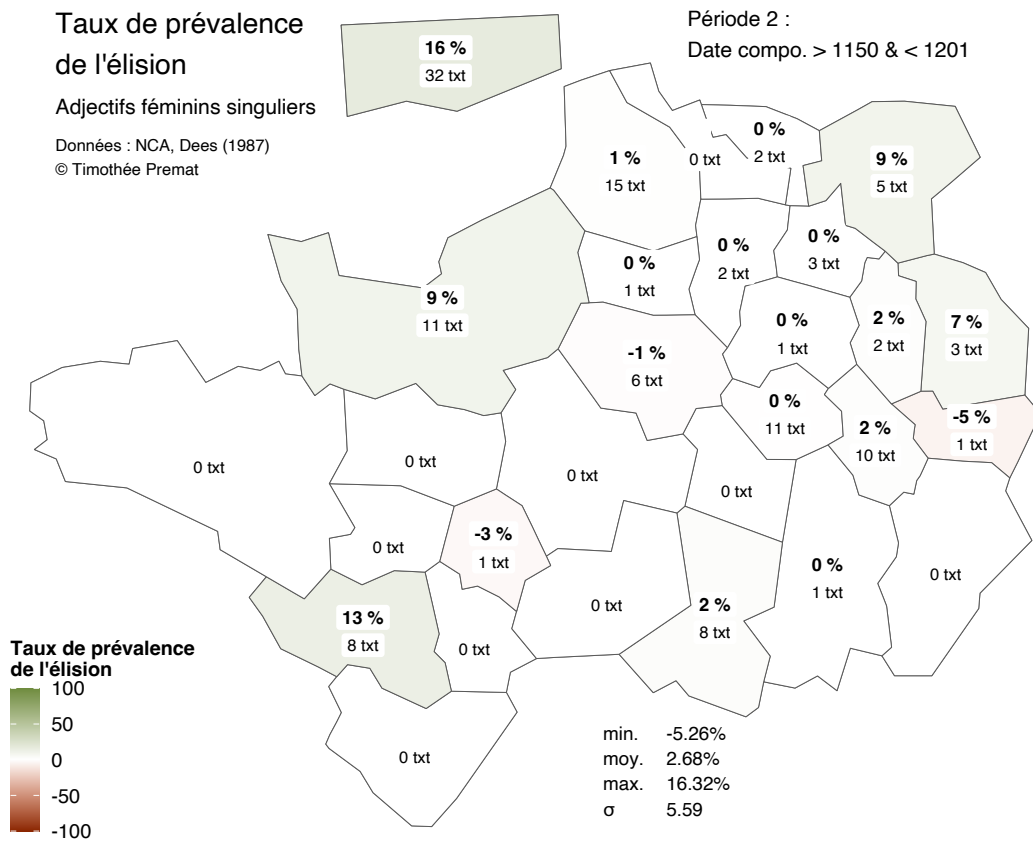 Taux de prévalence
de l'élision
Adjectifs féminins singuliers
Données : NCA, Dees (1987)
© Timothée Premat
Période 2 :
Date compo. > 1150 & < 1201
16 %
32 txt
0 %
2 txt
1 %
15 txt
0 txt
9 %
5 txt
0 %
3 txt
0 %
2 txt
0 %
1 txt
9 %
11 txt
0 %
1 txt
2 %
2 txt
7 %
3 txt
-1 %
6 txt
0 %
11 txt
2 %
10 txt
-5 %
1 txt
0 txt
0 txt
0 txt
0 txt
0 txt
-3 %
1 txt
0 %
1 txt
0 txt
13 %
8 txt
0 txt
0 txt
2 %
8 txt
0 txt
Taux de prévalence
de l'élision
100
50
0
-50
-100
min. -5.26%
moy. 2.68%
max. 16.32%
σ 5.59